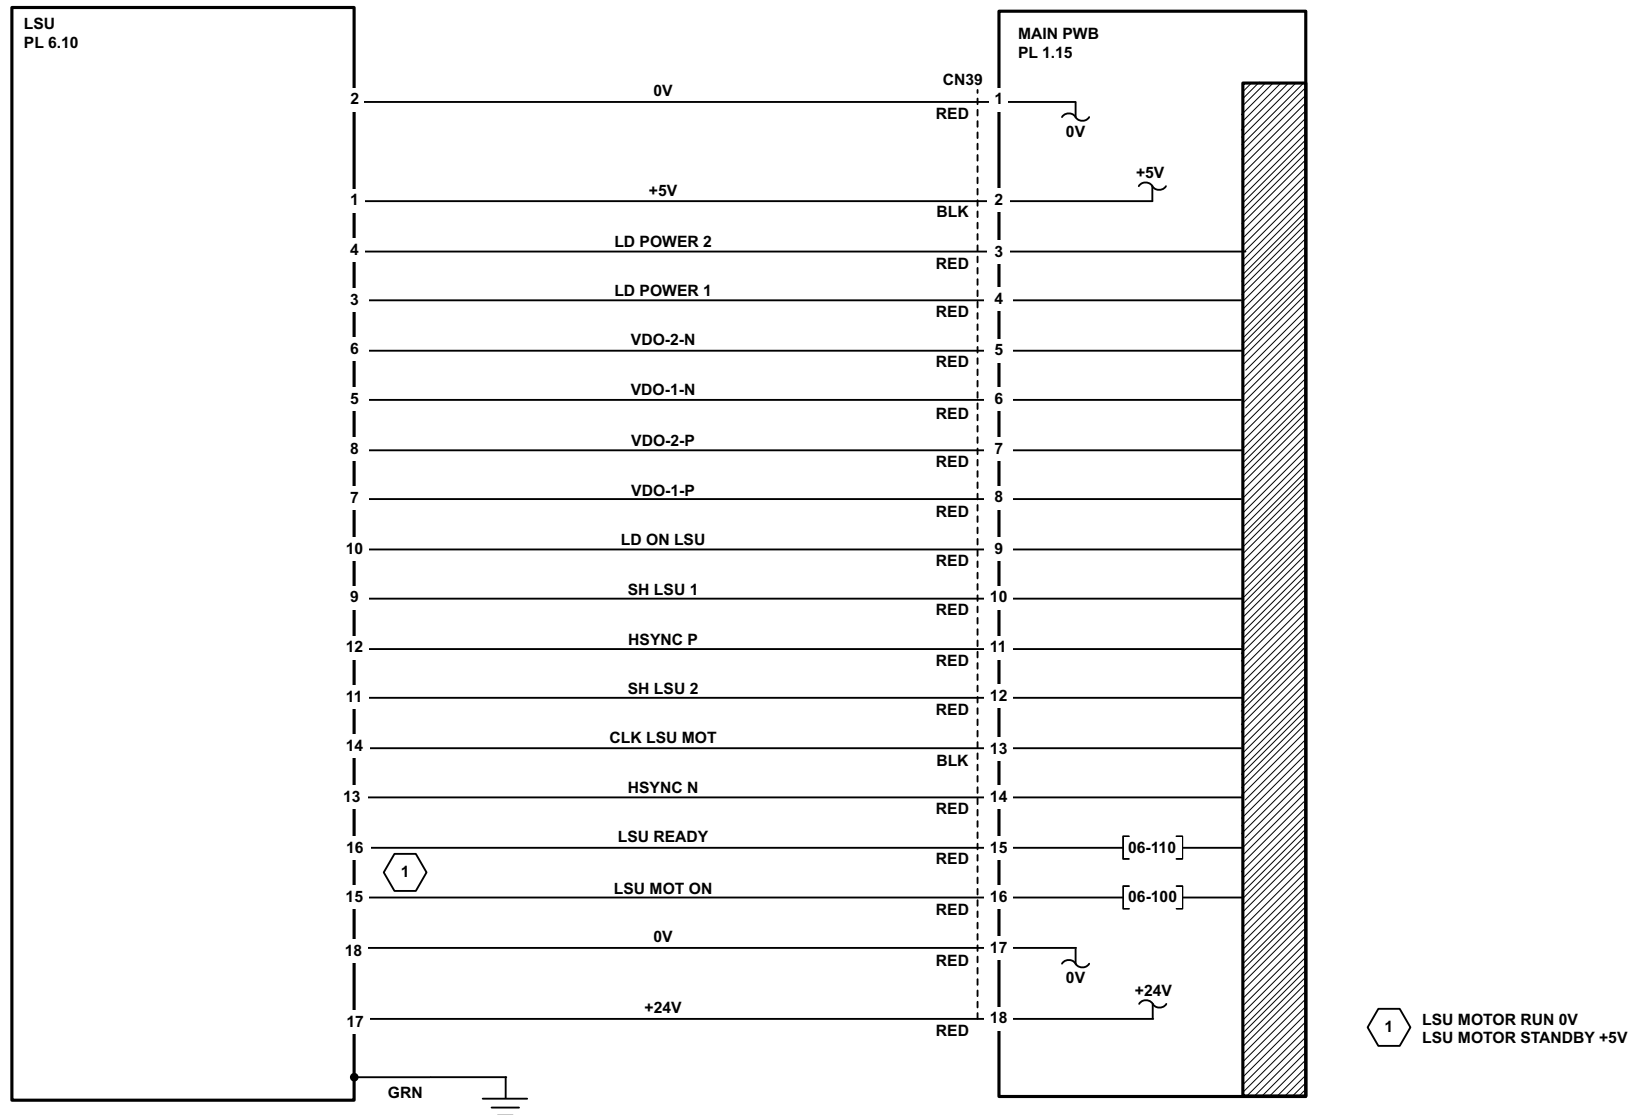 LSU
PL 6.10
MAIN PWB
PL 1.15
CN39
2 0V RED 1
0V
+5V
1 +5V BLK 2
4 LD POWER 2 RED 3
3 LD POWER 1 RED 4
6 VDO-2-N RED 5
5 VDO-1-N RED 6
8 VDO-2-P RED 7
7 VDO-1-P RED 8
10 LD ON LSU RED 9
9 SH LSU 1 RED 10
12 HSYNC P RED 11
11 SH LSU 2 RED 12
14 CLK LSU MOT BLK 13
13 HSYNC N RED 14
16 LSU READY RED 15 [06-110]
1
15 LSU MOT ON RED 16 [06-100]
18 0V RED 17
0V
+24V
17 +24V RED 18
1 LSU MOTOR RUN 0V
LSU MOTOR STANDBY +5V
GRN